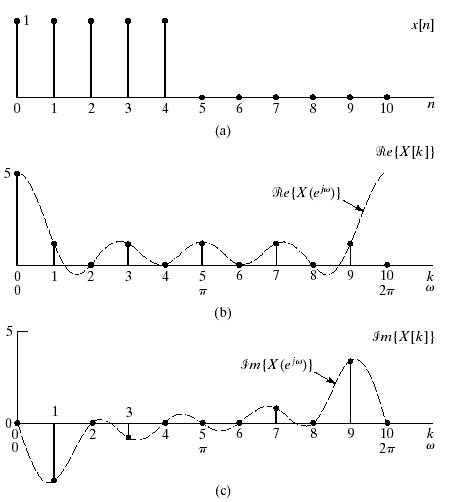 1
x[n]
0 1 2 3 4 5 6 7 8 9 10 n
(a)
ℛe{X[k]}
5
ℛe{X(e^{jω})}
0 1 2 3 4 5 6 7 8 9 10 k
0 π 2π ω
(b)
5
ℐm{X[k]}
ℐm{X(e^{jω})}
1 3
0
0 2 4 5 6 7 8 9 10 k
0 π 2π ω
(c)